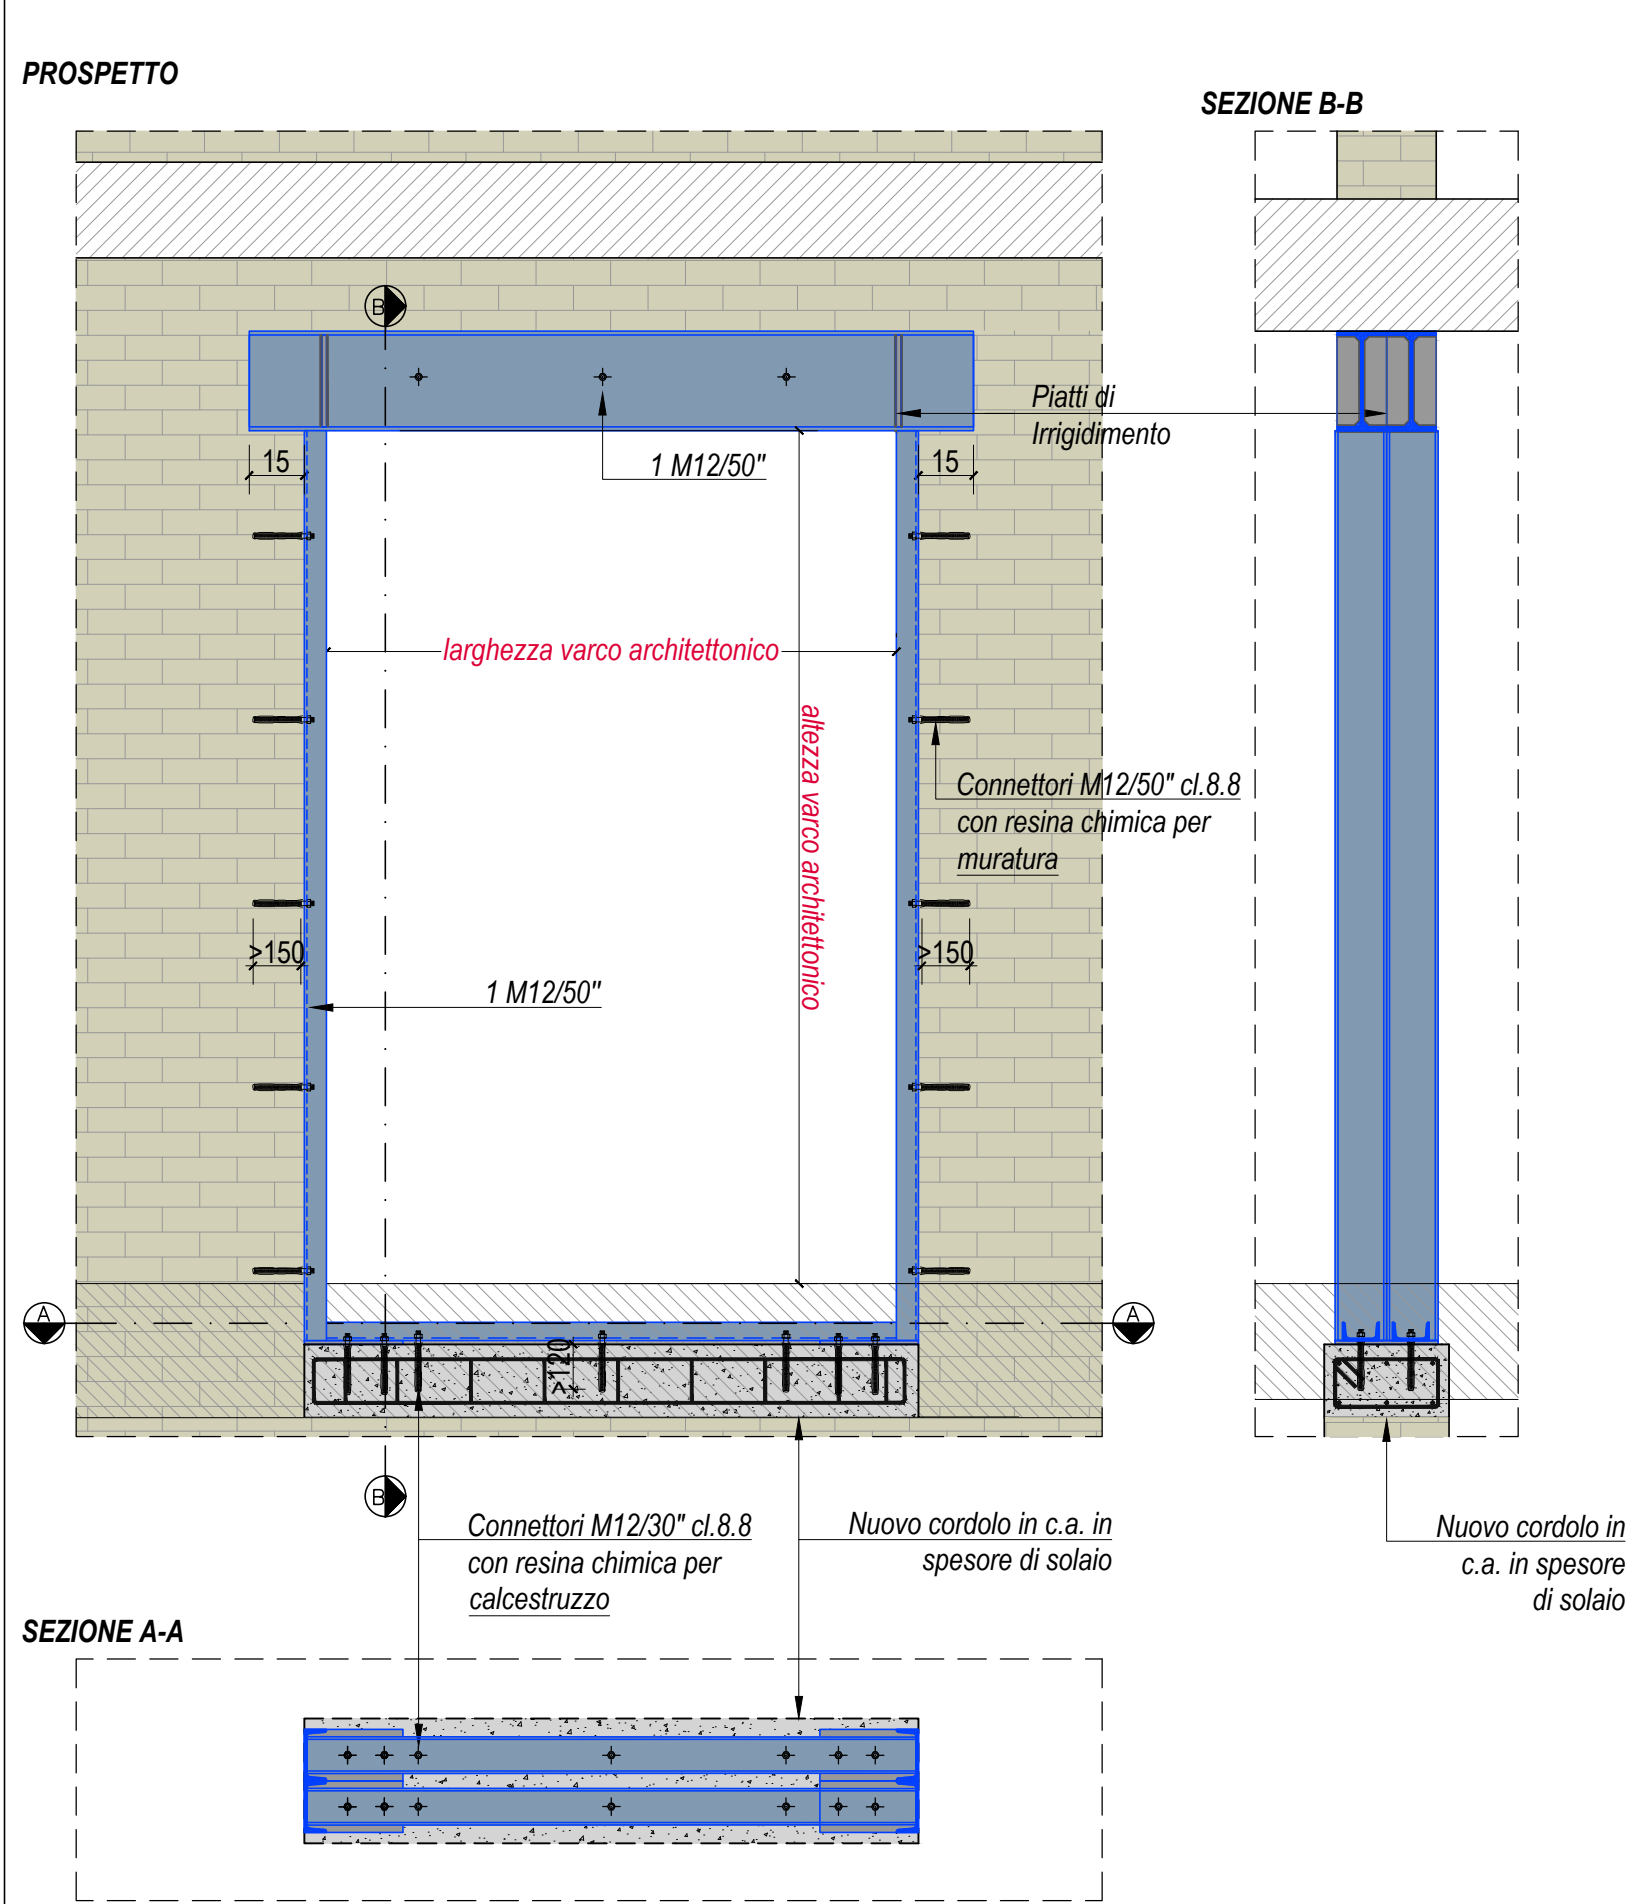 PROSPETTO
SEZIONE B-B
B
Piatti di
Irrigidimento
15
1 M12/50"
15
larghezza varco architettonico
altezza varco architettonico
Connettori M12/50" cl.8.8
con resina chimica per
muratura
>150
>150
1 M12/50"
A
A
>120
B
Connettori M12/30" cl.8.8
con resina chimica per
calcestruzzo
Nuovo cordolo in c.a. in
spesore di solaio
Nuovo cordolo in
c.a. in spesore
di solaio
SEZIONE A-A